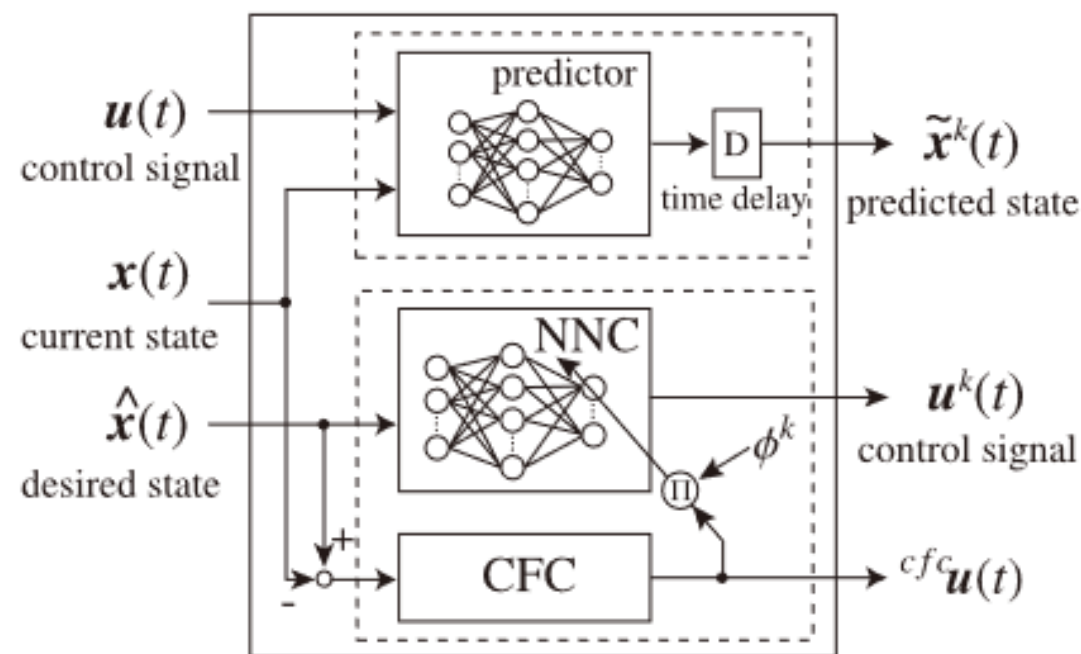 predictor
u(t)
control signal
D
time delay
x̃ᵏ(t)
predicted state
x(t)
current state
NNC
x̂(t)
desired state
uᵏ(t)
control signal
ϕᵏ
Π
+
-
CFC
ᶜᶠᶜu(t)